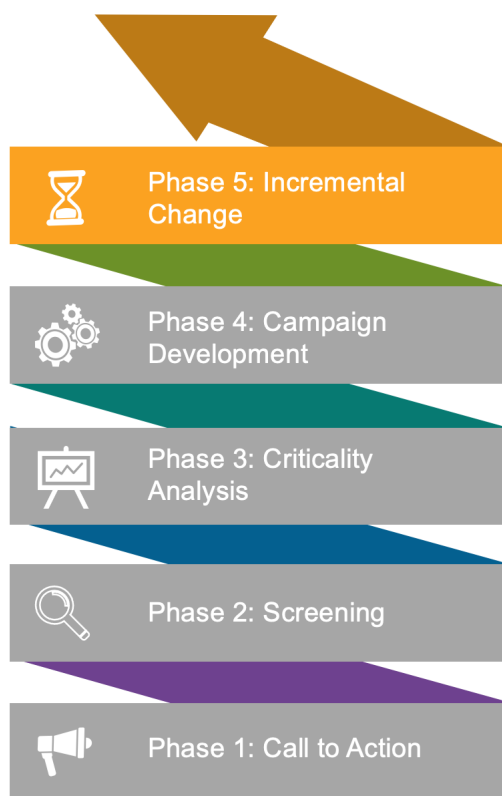 Phase 5: Incremental
Change
Phase 4: Campaign
Development
Phase 3: Criticality
Analysis
Phase 2: Screening
Phase 1: Call to Action